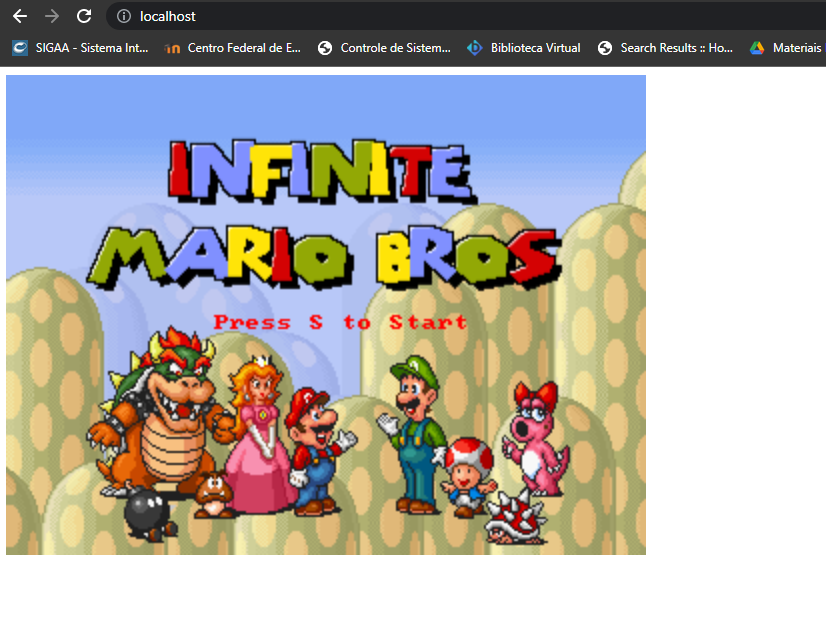 localhost
SIGAA - Sistema Int... Centro Federal de E... Controle de Sistem... Biblioteca Virtual Search Results :: Ho... Materiais
INFINITE
MARIO BROS
Press S to Start